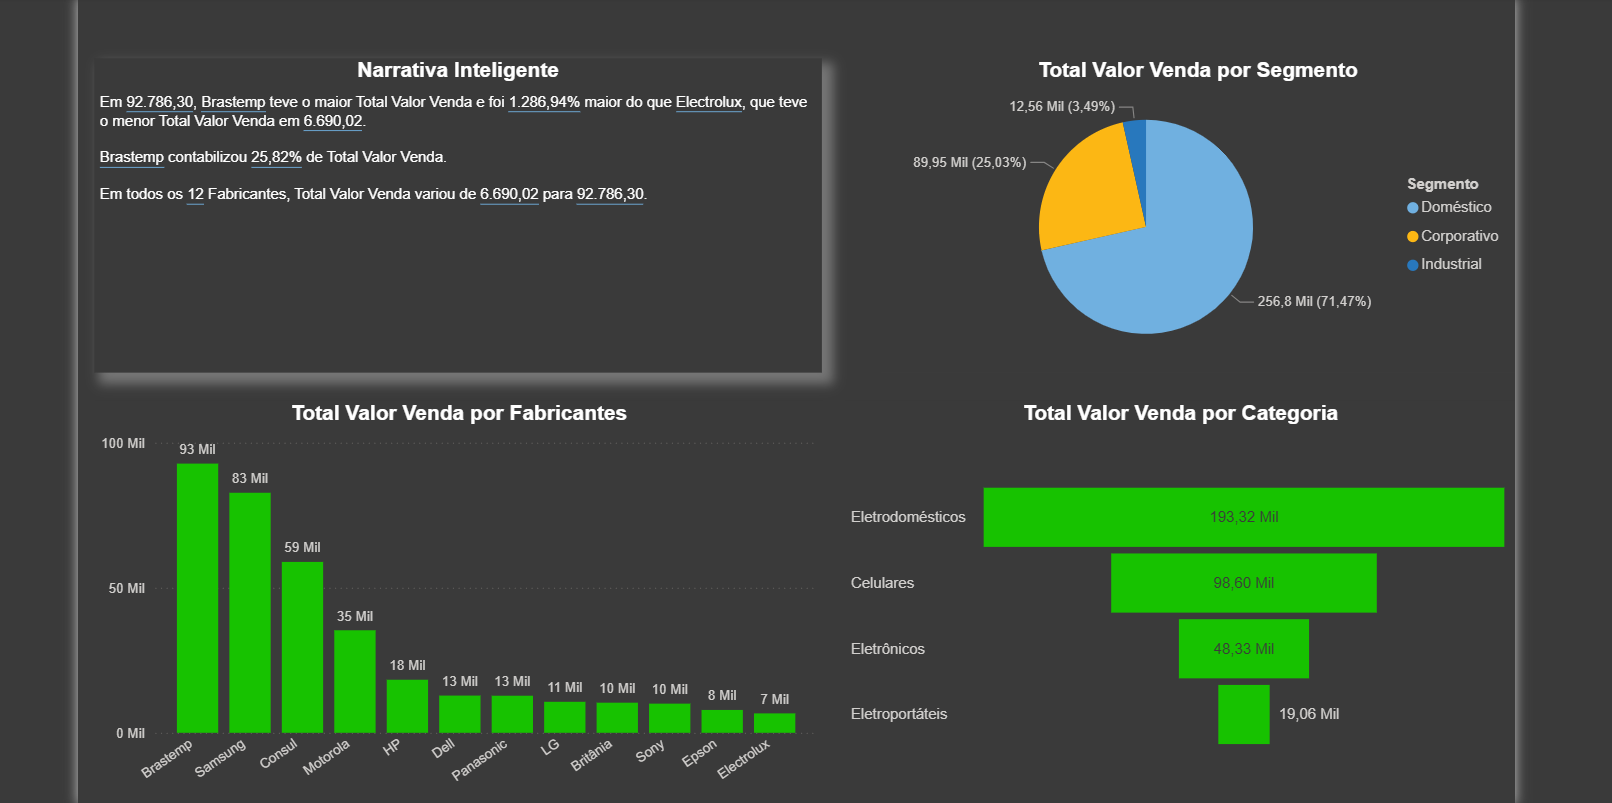 Narrativa Inteligente
Em 92.786,30, Brastemp teve o maior Total Valor Venda e foi 1.286,94% maior do que Electrolux, que teve
o menor Total Valor Venda em 6.690,02.
Brastemp contabilizou 25,82% de Total Valor Venda.
Em todos os 12 Fabricantes, Total Valor Venda variou de 6.690,02 para 92.786,30.
Total Valor Venda por Segmento
12,56 Mil (3,49%)
89,95 Mil (25,03%)
256,8 Mil (71,47%)
Segmento
Doméstico
Corporativo
Industrial
Total Valor Venda por Fabricantes
100 Mil
50 Mil
0 Mil
93 Mil
83 Mil
59 Mil
35 Mil
18 Mil
13 Mil
13 Mil
11 Mil
10 Mil
10 Mil
8 Mil
7 Mil
Brastemp
Samsung
Consul
Motorola
HP
Dell
Panasonic
LG
Britânia
Sony
Epson
Electrolux
Total Valor Venda por Categoria
Eletrodomésticos 193,32 Mil
Celulares 98,60 Mil
Eletrônicos 48,33 Mil
Eletroportáteis 19,06 Mil